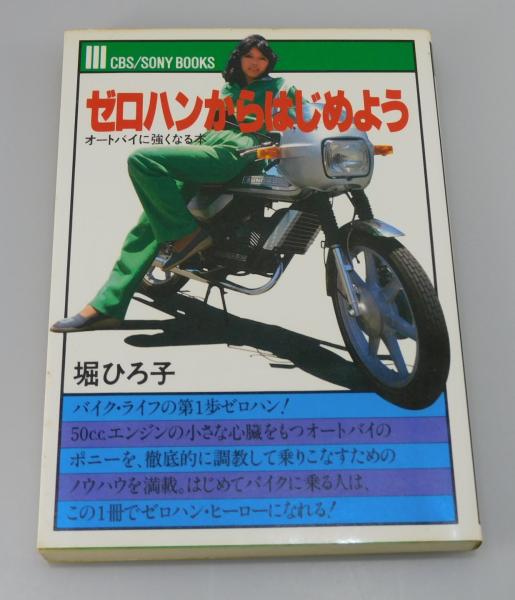 CBS/SONY BOOKS
ゼロハンからはじめよう
オートバイに強くなる本
堀ひろ子
バイク・ライフの第1歩ゼロハン!
50ccエンジンの小さな心臓をもつオートバイの
ポニーを、徹底的に調教して乗りこなすための
ノウハウを満載。はじめてバイクに乗る人は、
この1冊でゼロハン・ヒーローになれる!